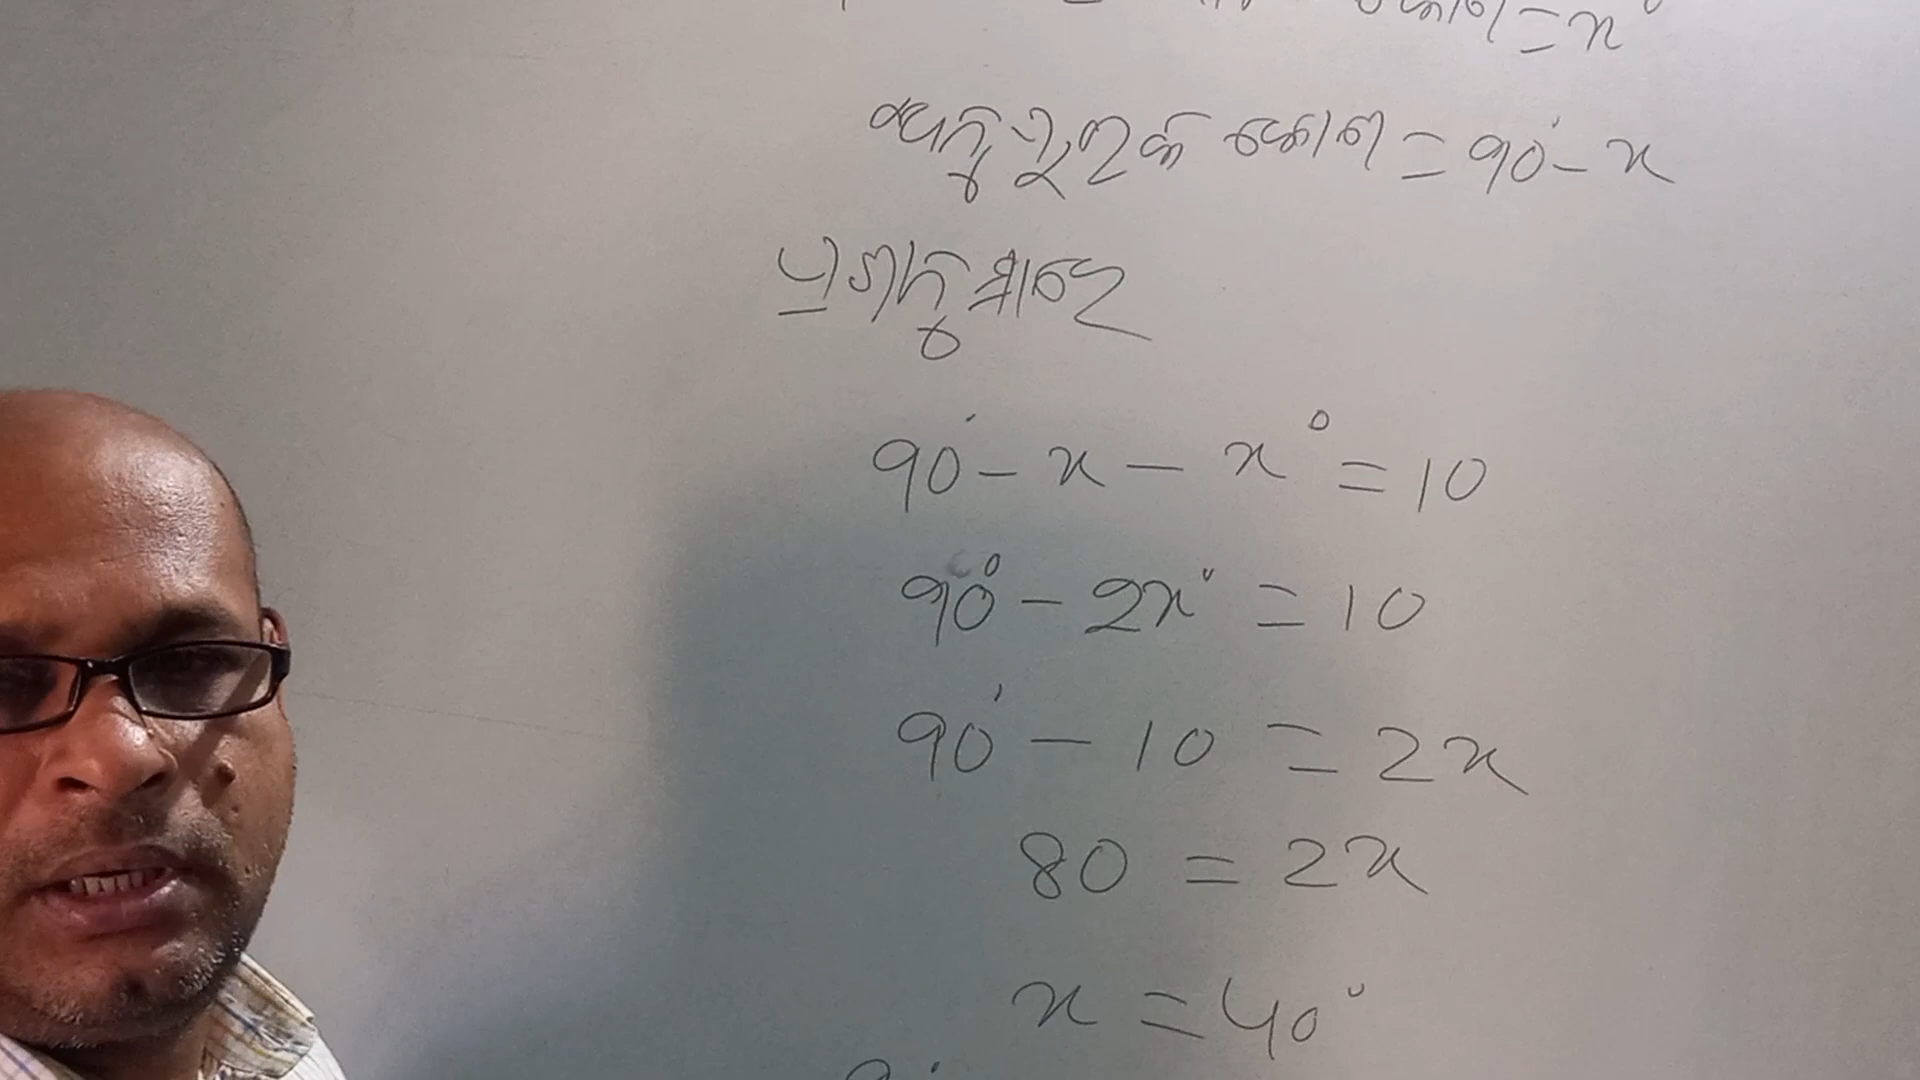 କୋଣ = x°
ଅନୁପୂରକ କୋଣ = 90° - x
ପ୍ରଶ୍ନାନୁସାରେ
90° - x - x° = 10
90° - 2x° = 10
90° - 10 = 2x
80 = 2x
x = 40°